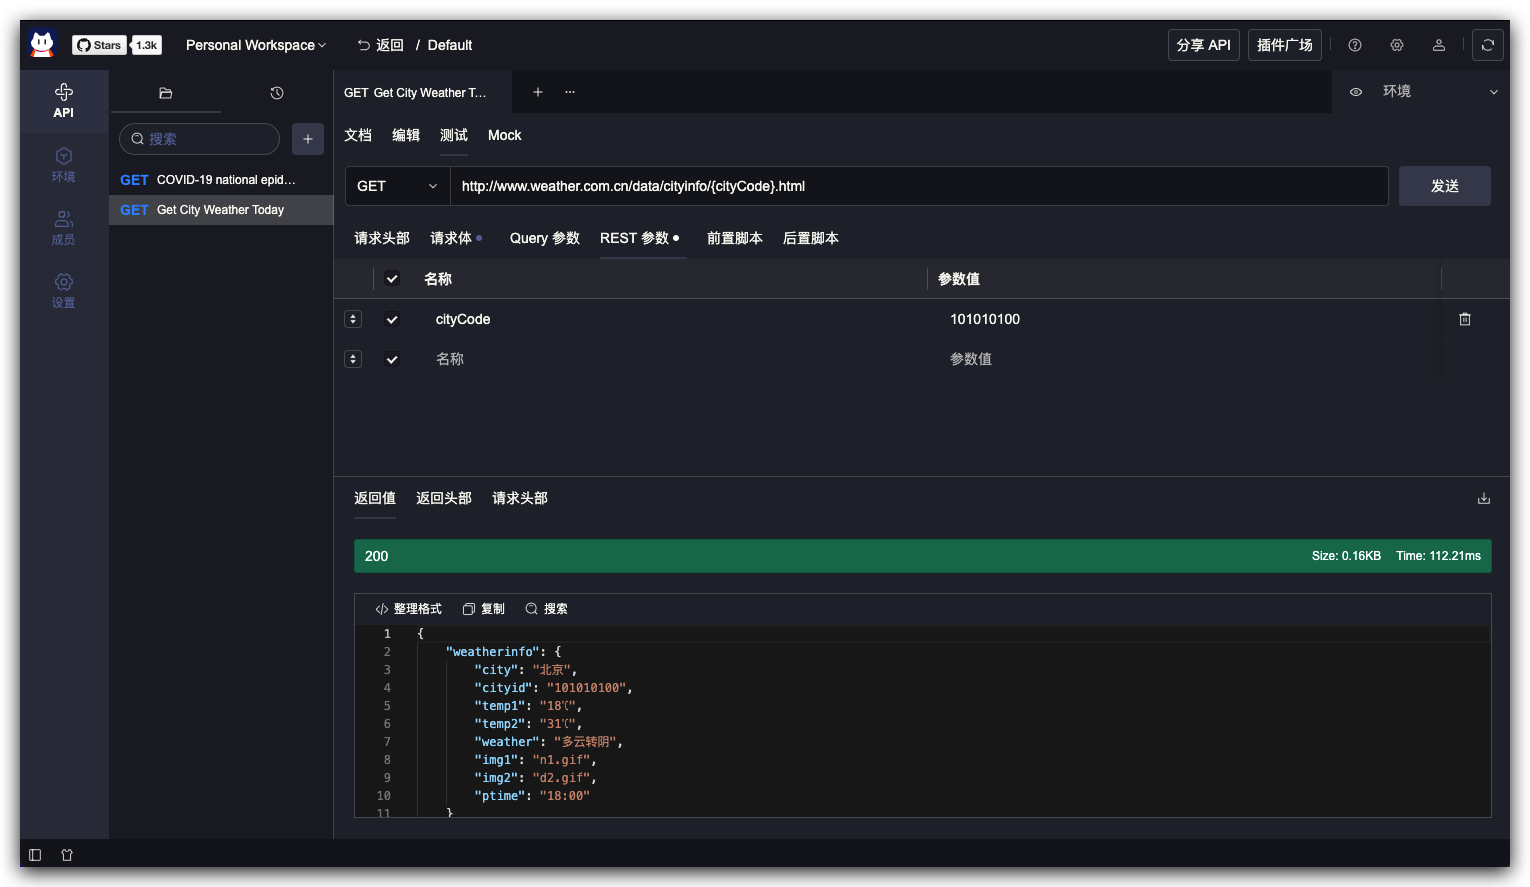 Stars 1.3k Personal Workspace 返回 / Default 分享 API 插件广场
API
环境
成员
设置
搜索
GET COVID-19 national epid...
GET Get City Weather Today
GET Get City Weather T... + ... 环境
文档 编辑 测试 Mock
GET http://www.weather.com.cn/data/cityinfo/{cityCode}.html 发送
请求头部 请求体 Query 参数 REST 参数 前置脚本 后置脚本
名称 参数值
cityCode 101010100
名称 参数值
返回值 返回头部 请求头部
200 Size: 0.16KB Time: 112.21ms
整理格式 复制 搜索
1 {
2 "weatherinfo": {
3 "city": "北京",
4 "cityid": "101010100",
5 "temp1": "18℃",
6 "temp2": "31℃",
7 "weather": "多云转阴",
8 "img1": "n1.gif",
9 "img2": "d2.gif",
10 "ptime": "18:00"
11 }